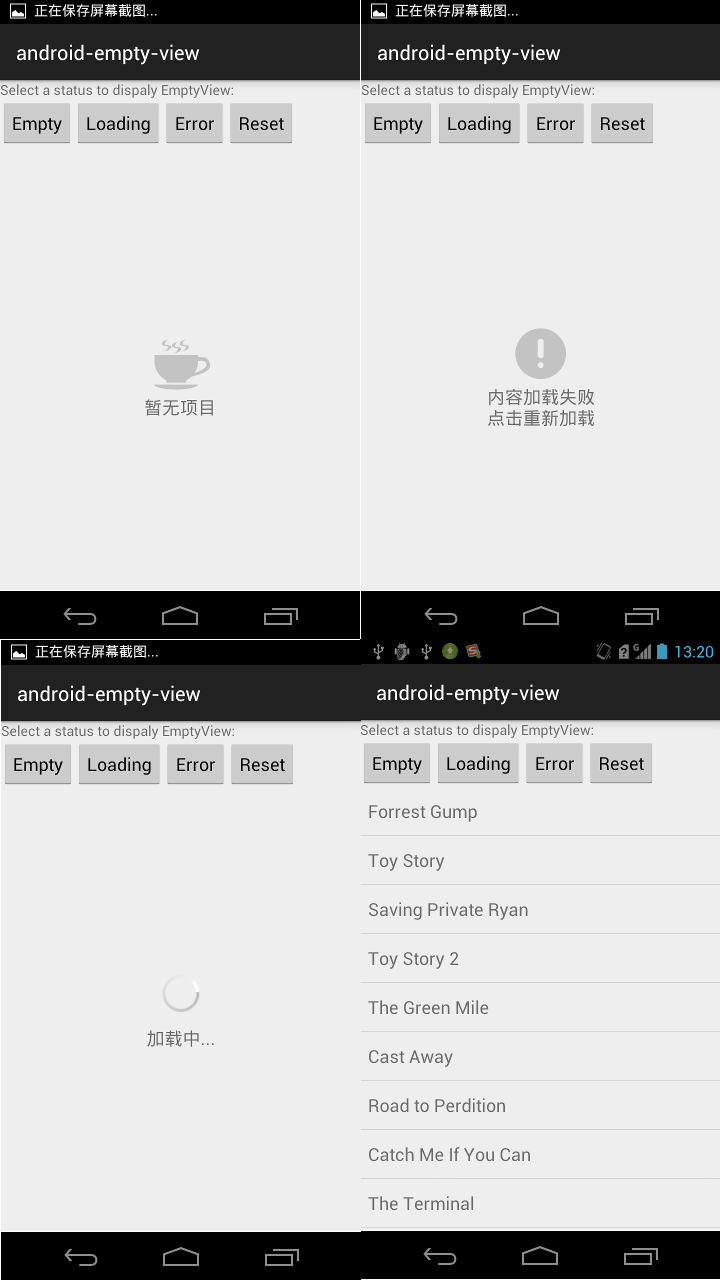 正在保存屏幕截图...
android-empty-view
Select a status to dispaly EmptyView:
Empty Loading Error Reset
暂无项目
正在保存屏幕截图...
android-empty-view
Select a status to dispaly EmptyView:
Empty Loading Error Reset
内容加载失败
点击重新加载
正在保存屏幕截图...
android-empty-view
Select a status to dispaly EmptyView:
Empty Loading Error Reset
加载中...
G 13:20
android-empty-view
Select a status to dispaly EmptyView:
Empty Loading Error Reset
Forrest Gump
Toy Story
Saving Private Ryan
Toy Story 2
The Green Mile
Cast Away
Road to Perdition
Catch Me If You Can
The Terminal